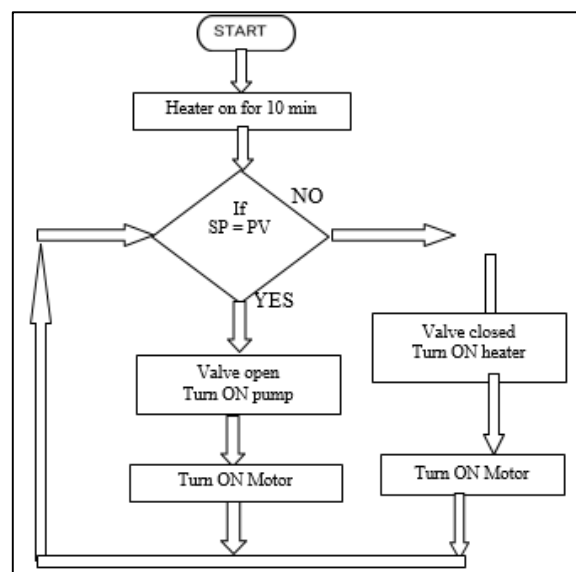 START
Heater on for 10 min
If
SP = PV
NO
YES
Valve open
Turn ON pump
Turn ON Motor
Valve closed
Turn ON heater
Turn ON Motor